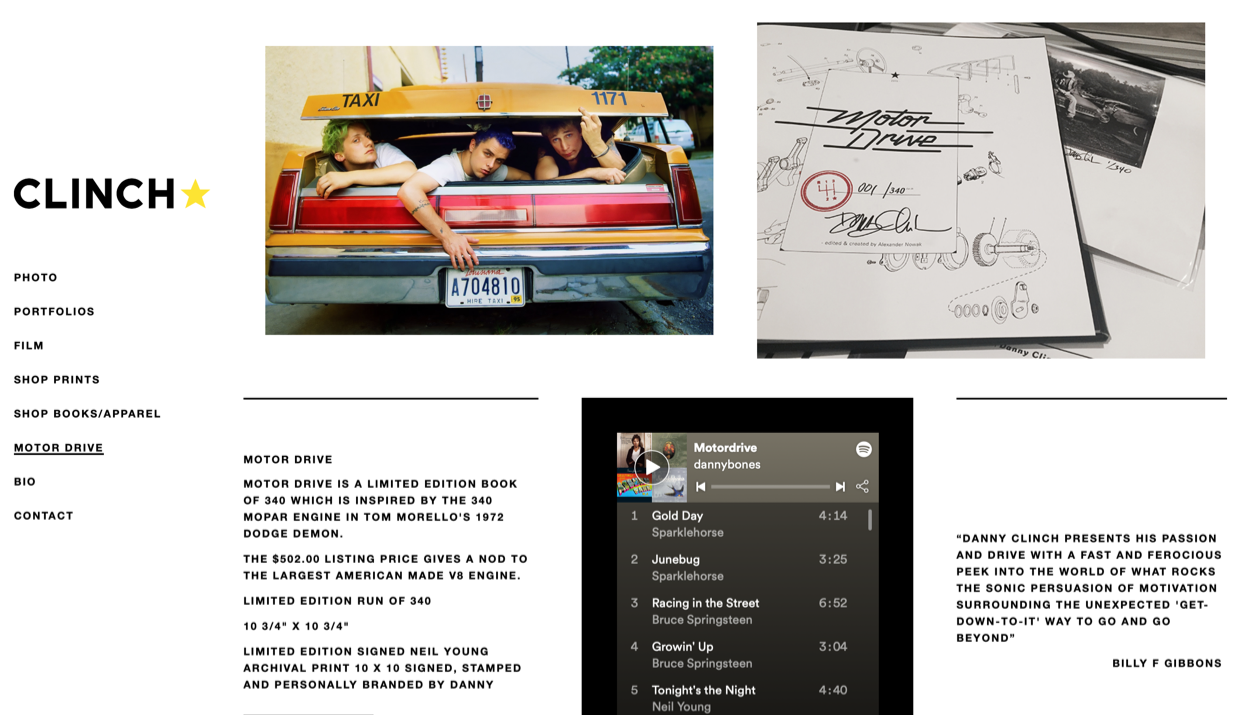 CLINCH
PHOTO
PORTFOLIOS
FILM
SHOP PRINTS
SHOP BOOKS/APPAREL
MOTOR DRIVE
BIO
CONTACT
TAXI 1171
Louisiana
A704810
95
HIRE TAXI
Motor
Drive
001 /340
- edited & created by Alexander Nowak
1/340
Danny Cli
MOTOR DRIVE
MOTOR DRIVE IS A LIMITED EDITION BOOK
OF 340 WHICH IS INSPIRED BY THE 340
MOPAR ENGINE IN TOM MORELLO'S 1972
DODGE DEMON.
THE $502.00 LISTING PRICE GIVES A NOD TO
THE LARGEST AMERICAN MADE V8 ENGINE.
LIMITED EDITION RUN OF 340
10 3/4" X 10 3/4"
LIMITED EDITION SIGNED NEIL YOUNG
ARCHIVAL PRINT 10 X 10 SIGNED, STAMPED
AND PERSONALLY BRANDED BY DANNY
Motordrive
dannybones
1 Gold Day 4:14
Sparklehorse
2 Junebug 3:25
Sparklehorse
3 Racing in the Street 6:52
Bruce Springsteen
4 Growin' Up 3:04
Bruce Springsteen
5 Tonight's the Night 4:40
Neil Young
“DANNY CLINCH PRESENTS HIS PASSION
AND DRIVE WITH A FAST AND FEROCIOUS
PEEK INTO THE WORLD OF WHAT ROCKS
THE SONIC PERSUASION OF MOTIVATION
SURROUNDING THE UNEXPECTED 'GET-
DOWN-TO-IT' WAY TO GO AND GO
BEYOND”
BILLY F GIBBONS